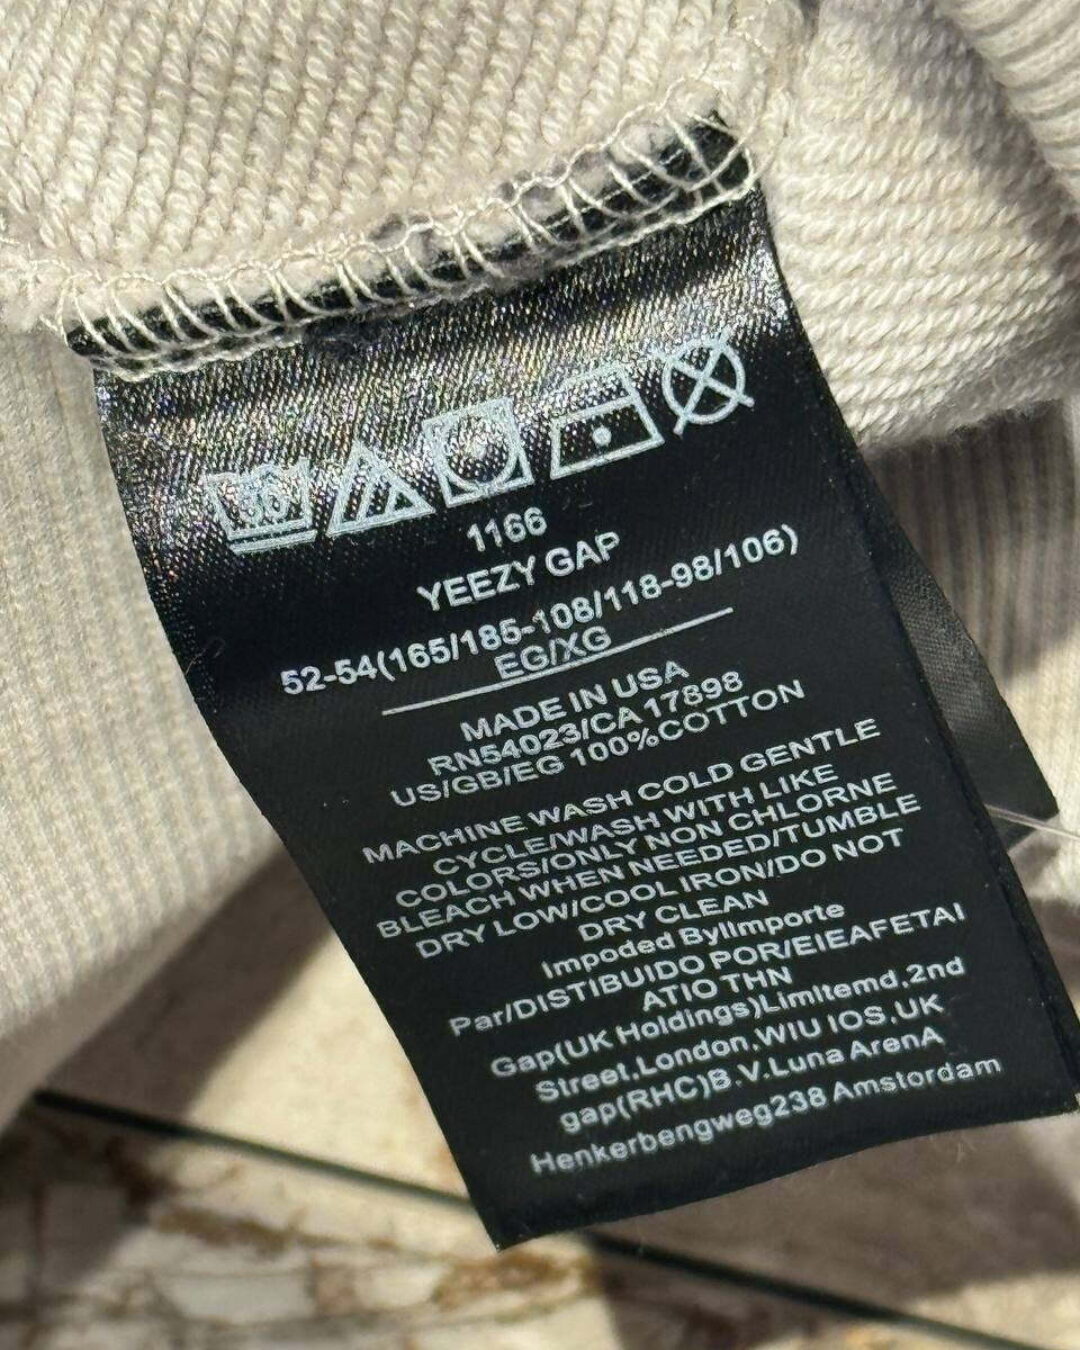 30
1166
YEEZY GAP
52-54(165/185-108/118-98/106)
EG/XG
MADE IN USA
RN54023/CA 17898
US/GB/EG 100%COTTON
MACHINE WASH COLD GENTLE
CYCLE/WASH WITH LIKE
COLORS/ONLY NON CHLORNE
BLEACH WHEN NEEDED/TUMBLE
DRY LOW/COOL IRON/DO NOT
DRY CLEAN
Impoded ByIImporte
Par/DISTIBUIDO POR/EIEAFETAI
ATIO THN
Gap(UK Holdings)LimItemd,2nd
Street,London,WIU IOS,UK
gap(RHC)B.V.Luna ArenA
Henkerbengweg238 Amstordam